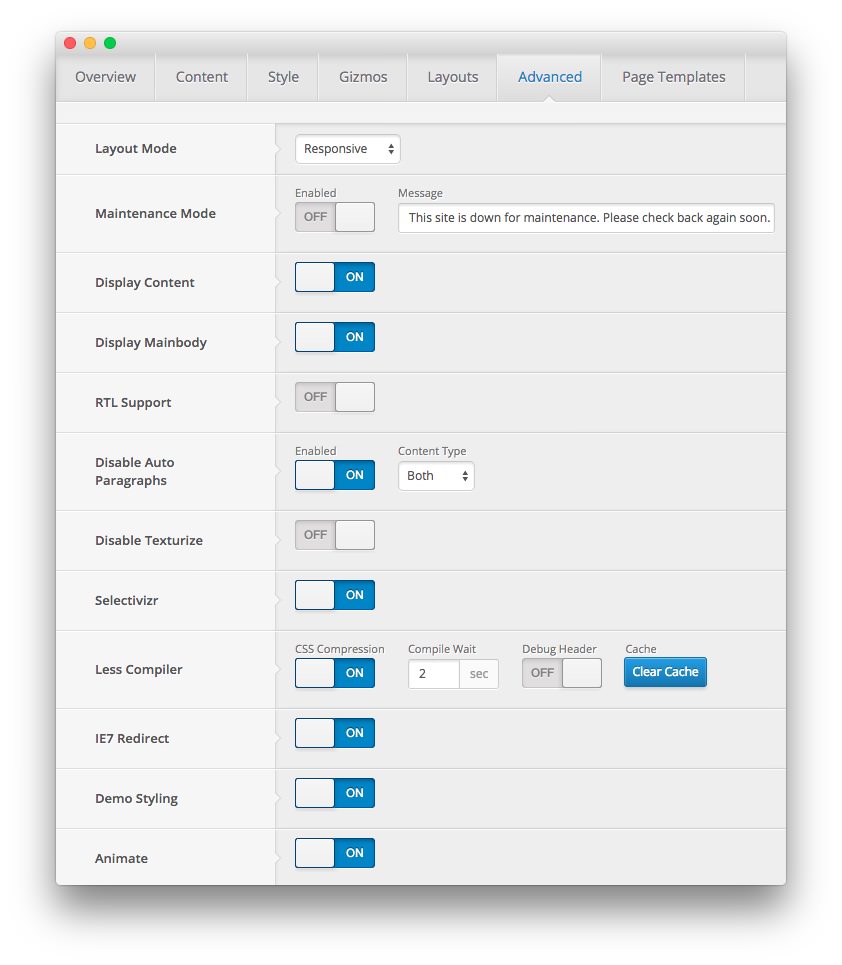 Overview Content Style Gizmos Layouts Advanced Page Templates
Layout Mode Responsive
Enabled Message
Maintenance Mode OFF This site is down for maintenance. Please check back again soon.
Display Content ON
Display Mainbody ON
RTL Support OFF
Enabled Content Type
Disable Auto
Paragraphs ON Both
Disable Texturize OFF
Selectivizr ON
CSS Compression Compile Wait Debug Header Cache
Less Compiler ON 2 sec OFF Clear Cache
IE7 Redirect ON
Demo Styling ON
Animate ON